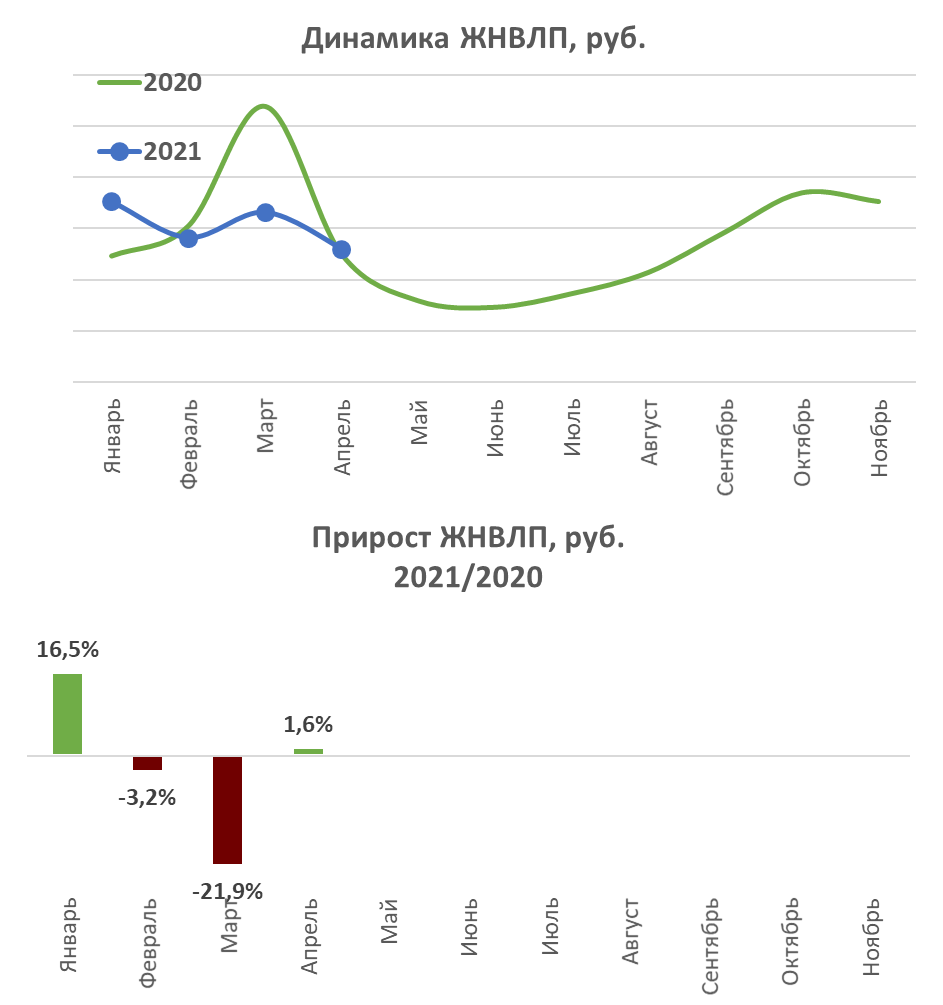 Динамика ЖНВЛП, руб.
2020
2021
Январь
Февраль
Март
Апрель
Май
Июнь
Июль
Август
Сентябрь
Октябрь
Ноябрь
Прирост ЖНВЛП, руб.
2021/2020
16,5%
-3,2%
-21,9%
1,6%
Январь
Февраль
Март
Апрель
Май
Июнь
Июль
Август
Сентябрь
Октябрь
Ноябрь